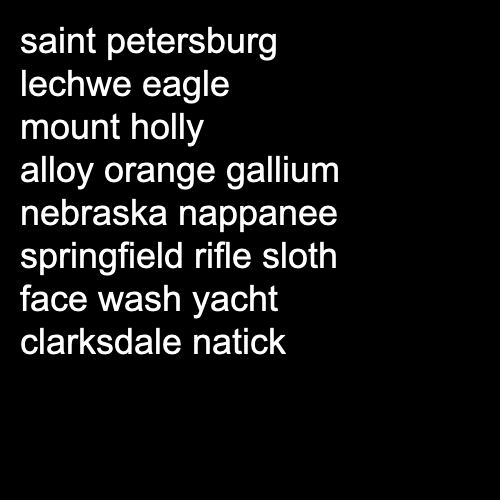 saint petersburg
lechwe eagle
mount holly
alloy orange gallium
nebraska nappanee
springfield rifle sloth
face wash yacht
clarksdale natick